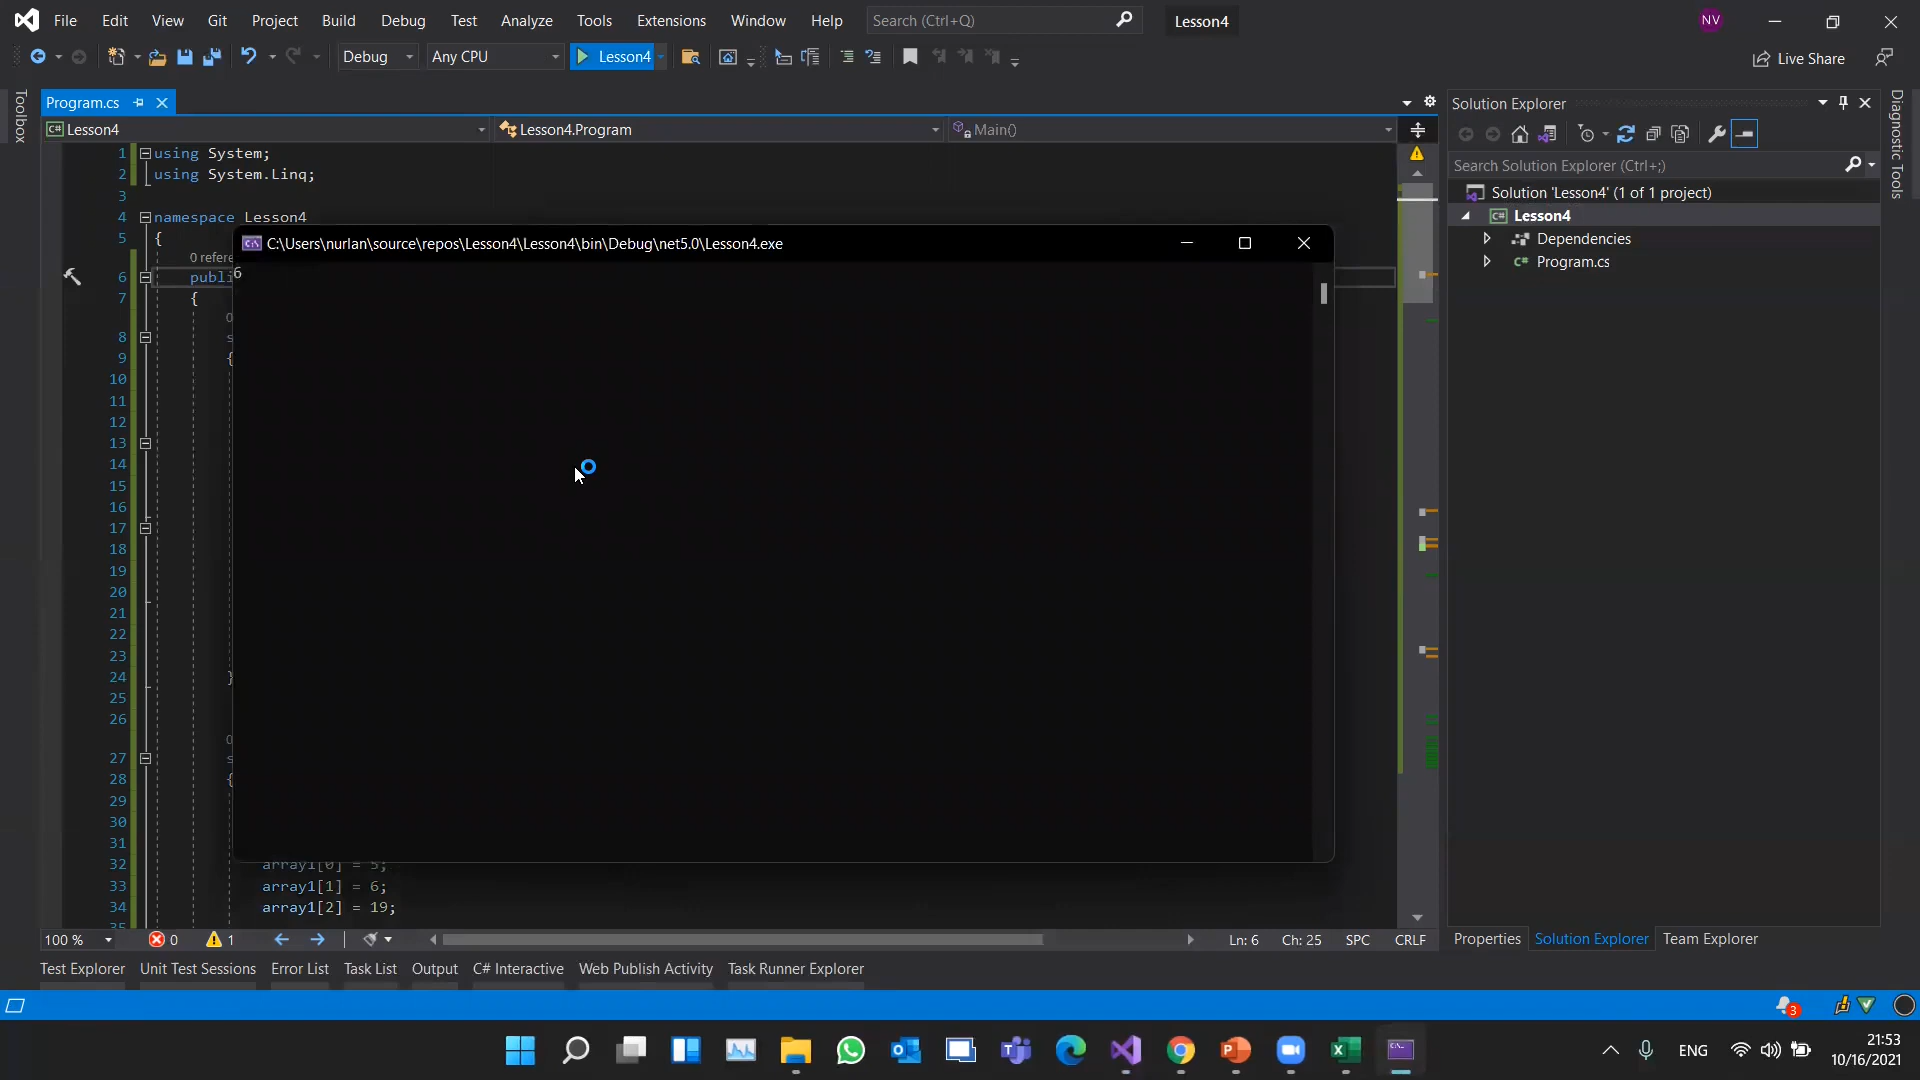 File Edit View Git Project Build Debug Test Analyze Tools Extensions Window Help Search (Ctrl+Q) Lesson4 NV
Debug Any CPU Lesson4 Live Share
Toolbox
Program.cs
Lesson4 Lesson4.Program Main()
1 using System;
2 using System.Linq;
3
4 namespace Lesson4
5 {
0 refere
6 publi
7 {
0
8 s
9 {
10
11
12
13
14
15
16
17
18
19
20
21
22
23
24 }
25
26
0
27 s
28 {
29
30
31
32 array1[0] = 5;
33 array1[1] = 6;
34 array1[2] = 19;
35
C:\Users\nurlan\source\repos\Lesson4\Lesson4\bin\Debug\net5.0\Lesson4.exe
6
Solution Explorer
Search Solution Explorer (Ctrl+;)
Solution 'Lesson4' (1 of 1 project)
C# Lesson4
Dependencies
C# Program.cs
Diagnostic Tools
100 % 0 1 Ln: 6 Ch: 25 SPC CRLF
Properties Solution Explorer Team Explorer
Test Explorer Unit Test Sessions Error List Task List Output C# Interactive Web Publish Activity Task Runner Explorer
3
ENG
21:53
10/16/2021